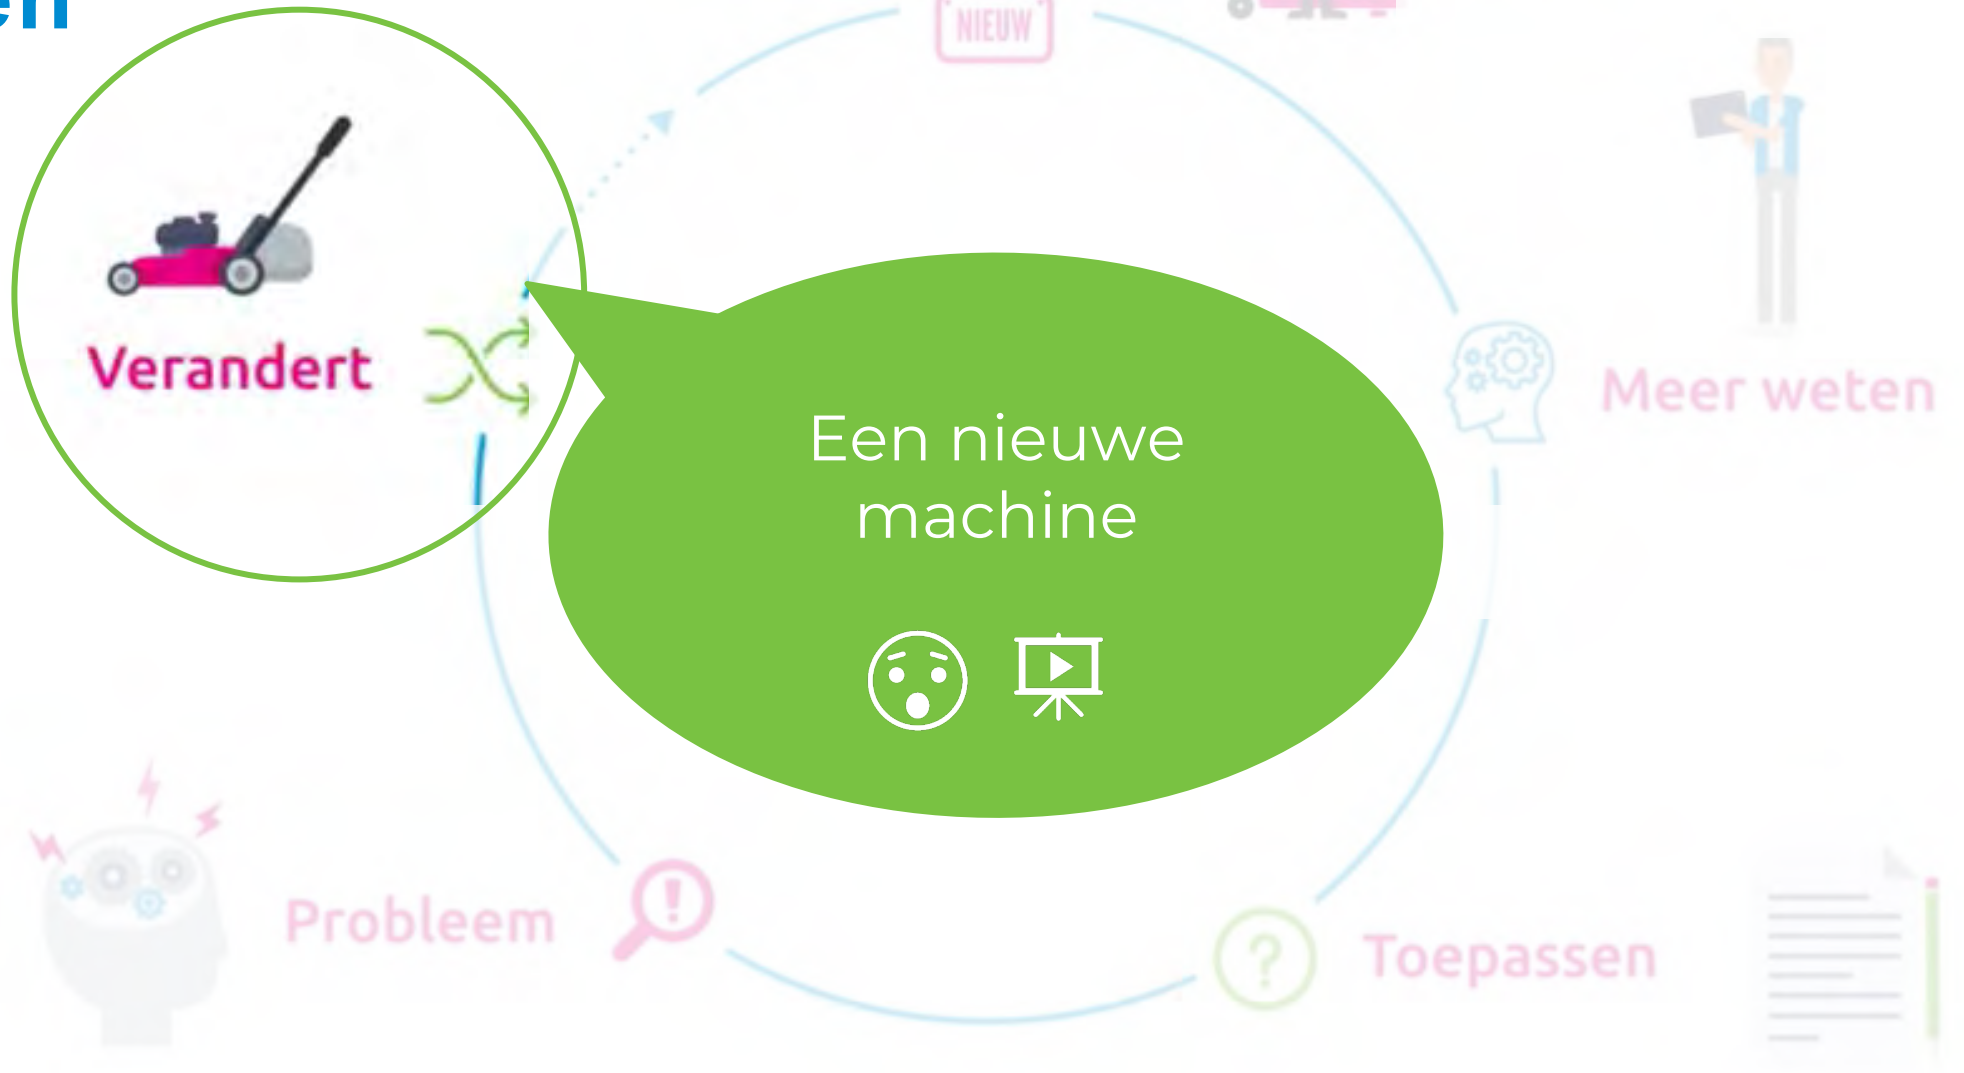 NIEUW
Verandert
Meer weten
Een nieuwe
machine
Probleem
Toepassen